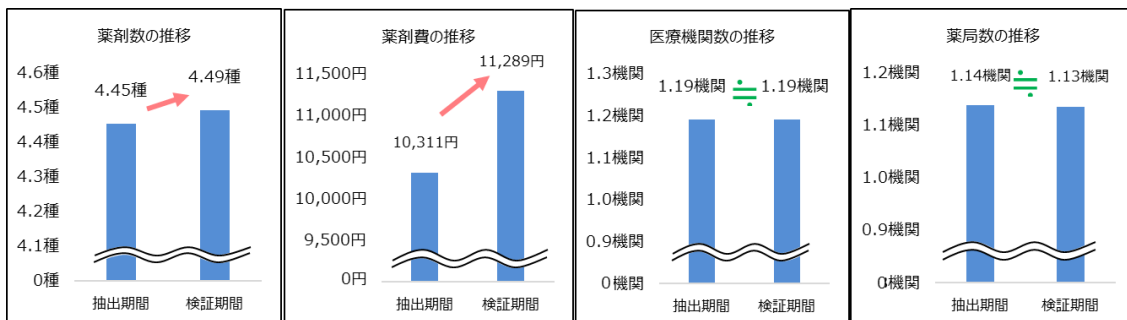 薬剤数の推移
4.6種
4.5種
4.4種
4.3種
4.2種
4.1種
0種
4.45種
4.49種
抽出期間
検証期間
薬剤費の推移
11,500円
11,000円
10,500円
10,000円
9,500円
0円
10,311円
11,289円
抽出期間
検証期間
医療機関数の推移
1.3機関
1.2機関
1.1機関
1.0機関
0.9機関
0機関
1.19機関
≒
1.19機関
抽出期間
検証期間
薬局数の推移
1.2機関
1.1機関
1.0機関
0.9機関
0機関
1.14機関
≒
1.13機関
抽出期間
検証期間